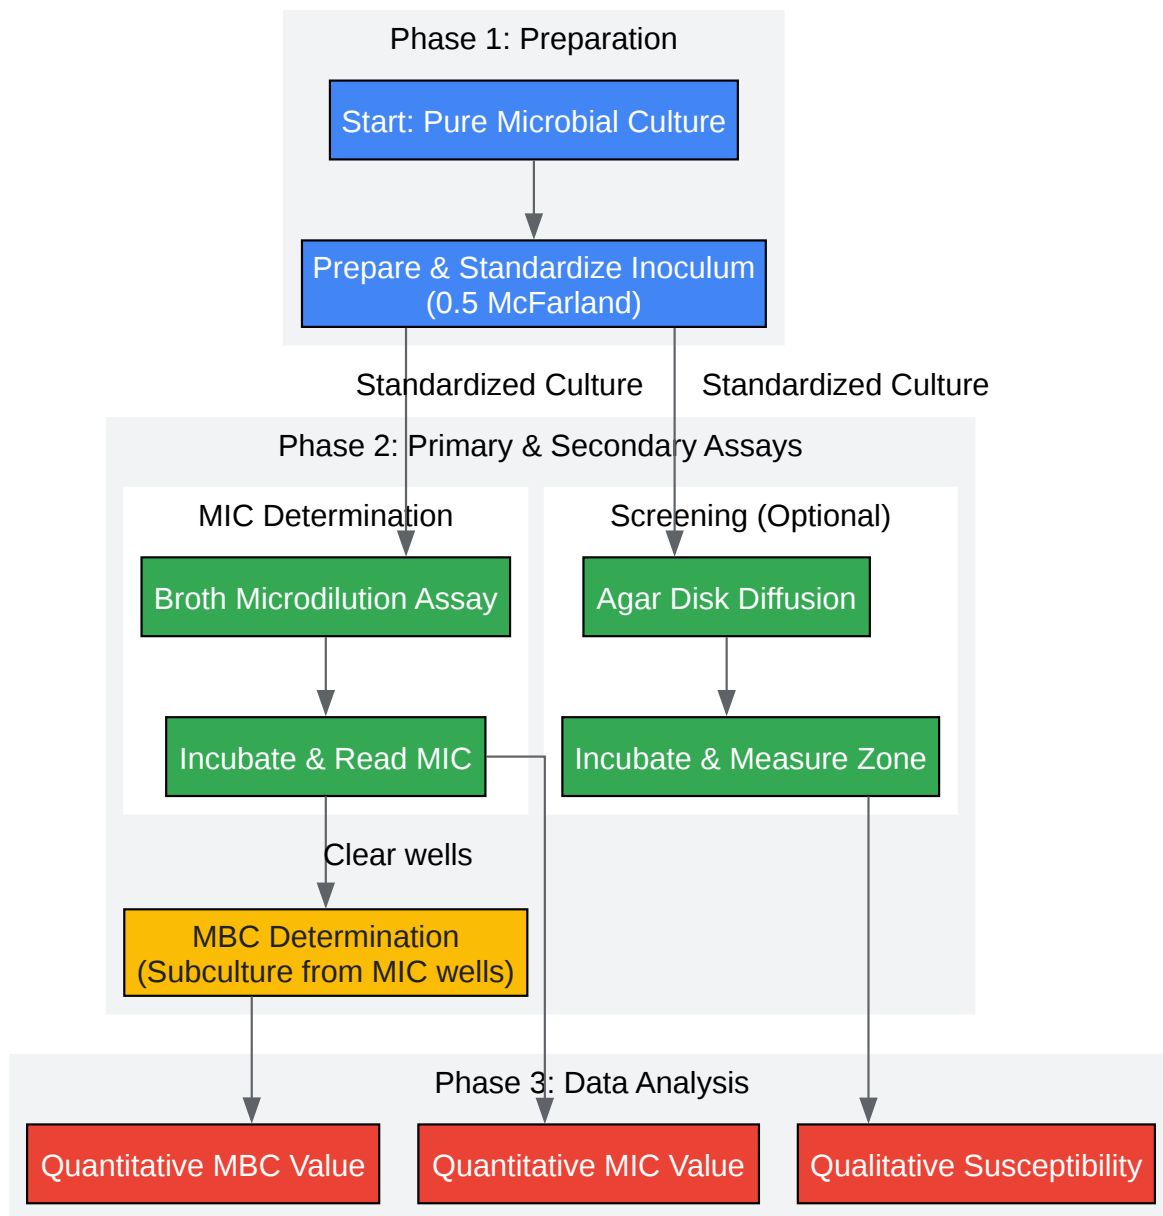 Phase 1: Preparation
Start: Pure Microbial Culture
Prepare & Standardize Inoculum
(0.5 McFarland)
Standardized Culture
Standardized Culture
Phase 2: Primary & Secondary Assays
MIC Determination
Screening (Optional)
Broth Microdilution Assay
Agar Disk Diffusion
Incubate & Read MIC
Incubate & Measure Zone
Clear wells
MBC Determination
(Subculture from MIC wells)
Phase 3: Data Analysis
Quantitative MBC Value
Quantitative MIC Value
Qualitative Susceptibility